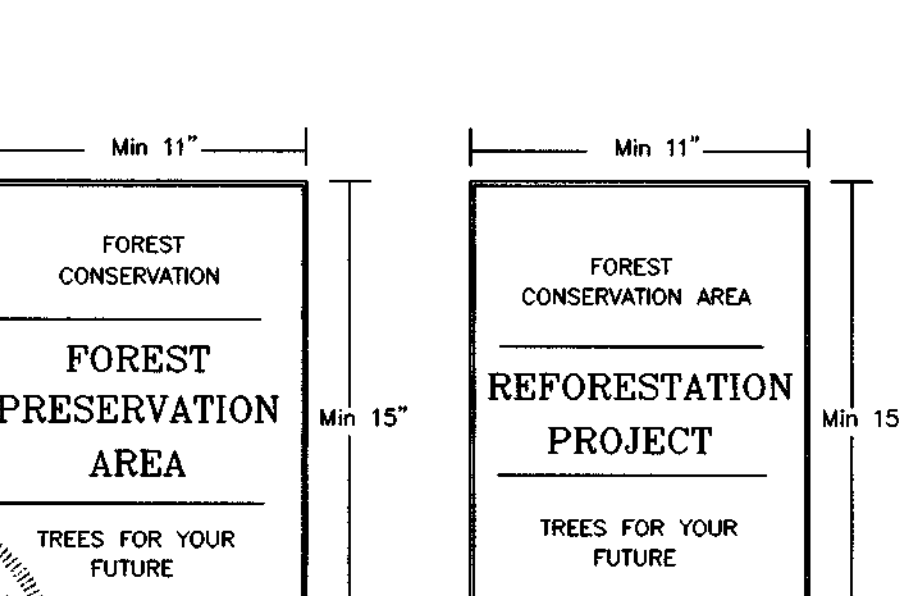 Min 11"
FOREST
CONSERVATION
FOREST
PRESERVATION
AREA
TREES FOR YOUR
FUTURE
Min 15"
Min 11"
FOREST
CONSERVATION AREA
REFORESTATION
PROJECT
TREES FOR YOUR
FUTURE
Min 15